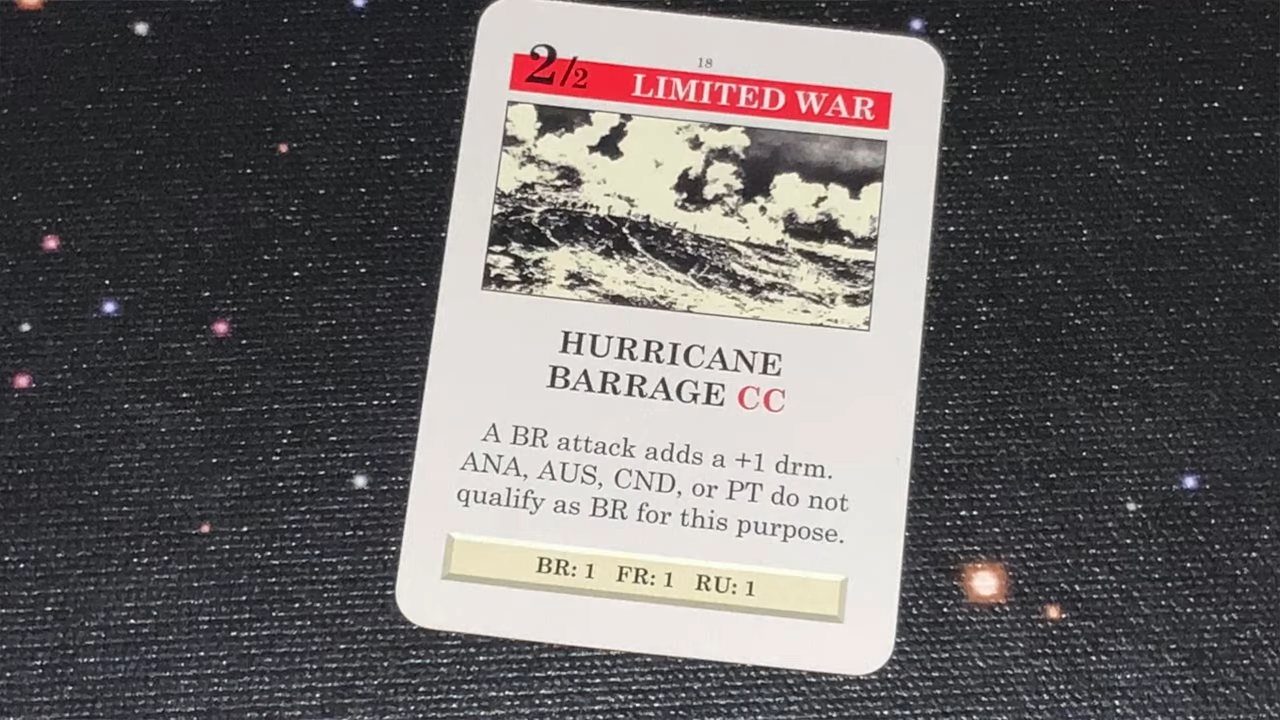 18
2/2 LIMITED WAR
HURRICANE
BARRAGE CC
A BR attack adds a +1 drm.
ANA, AUS, CND, or PT do not
qualify as BR for this purpose.
BR: 1 FR: 1 RU: 1